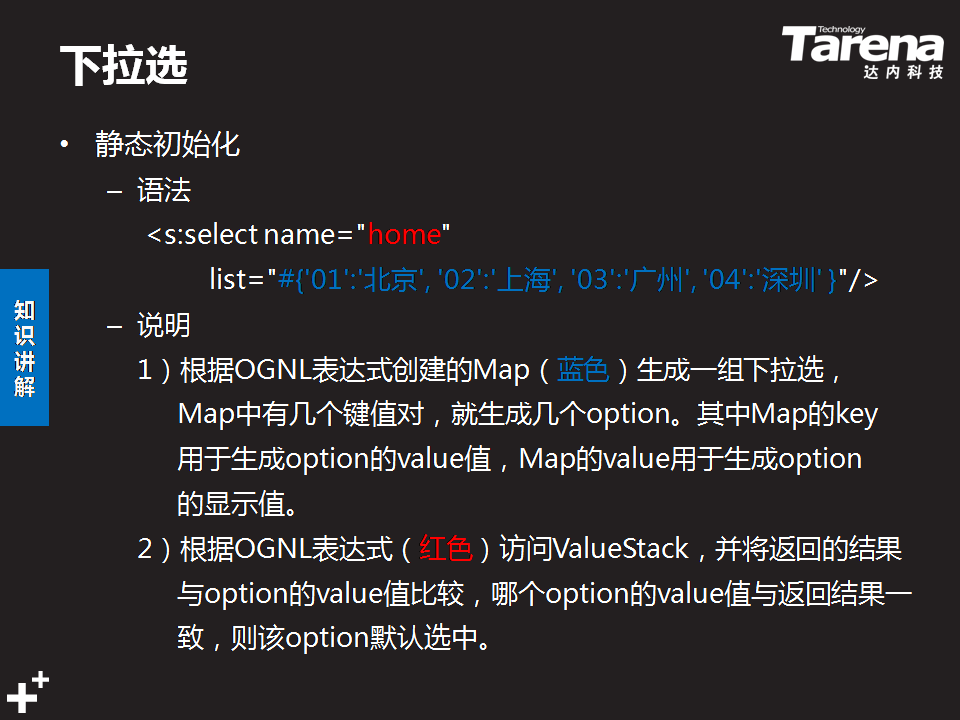 下拉选
Technology
Tarena
达内科技
• 静态初始化
– 语法
<s:select name="home"
list="#{'01':'北京', '02':'上海', '03':'广州', '04':'深圳' }"/>
– 说明
1）根据OGNL表达式创建的Map（蓝色）生成一组下拉选，
Map中有几个键值对，就生成几个option。其中Map的key
用于生成option的value值，Map的value用于生成option
的显示值。
2）根据OGNL表达式（红色）访问ValueStack，并将返回的结果
与option的value值比较，哪个option的value值与返回结果一
致，则该option默认选中。
知识讲解